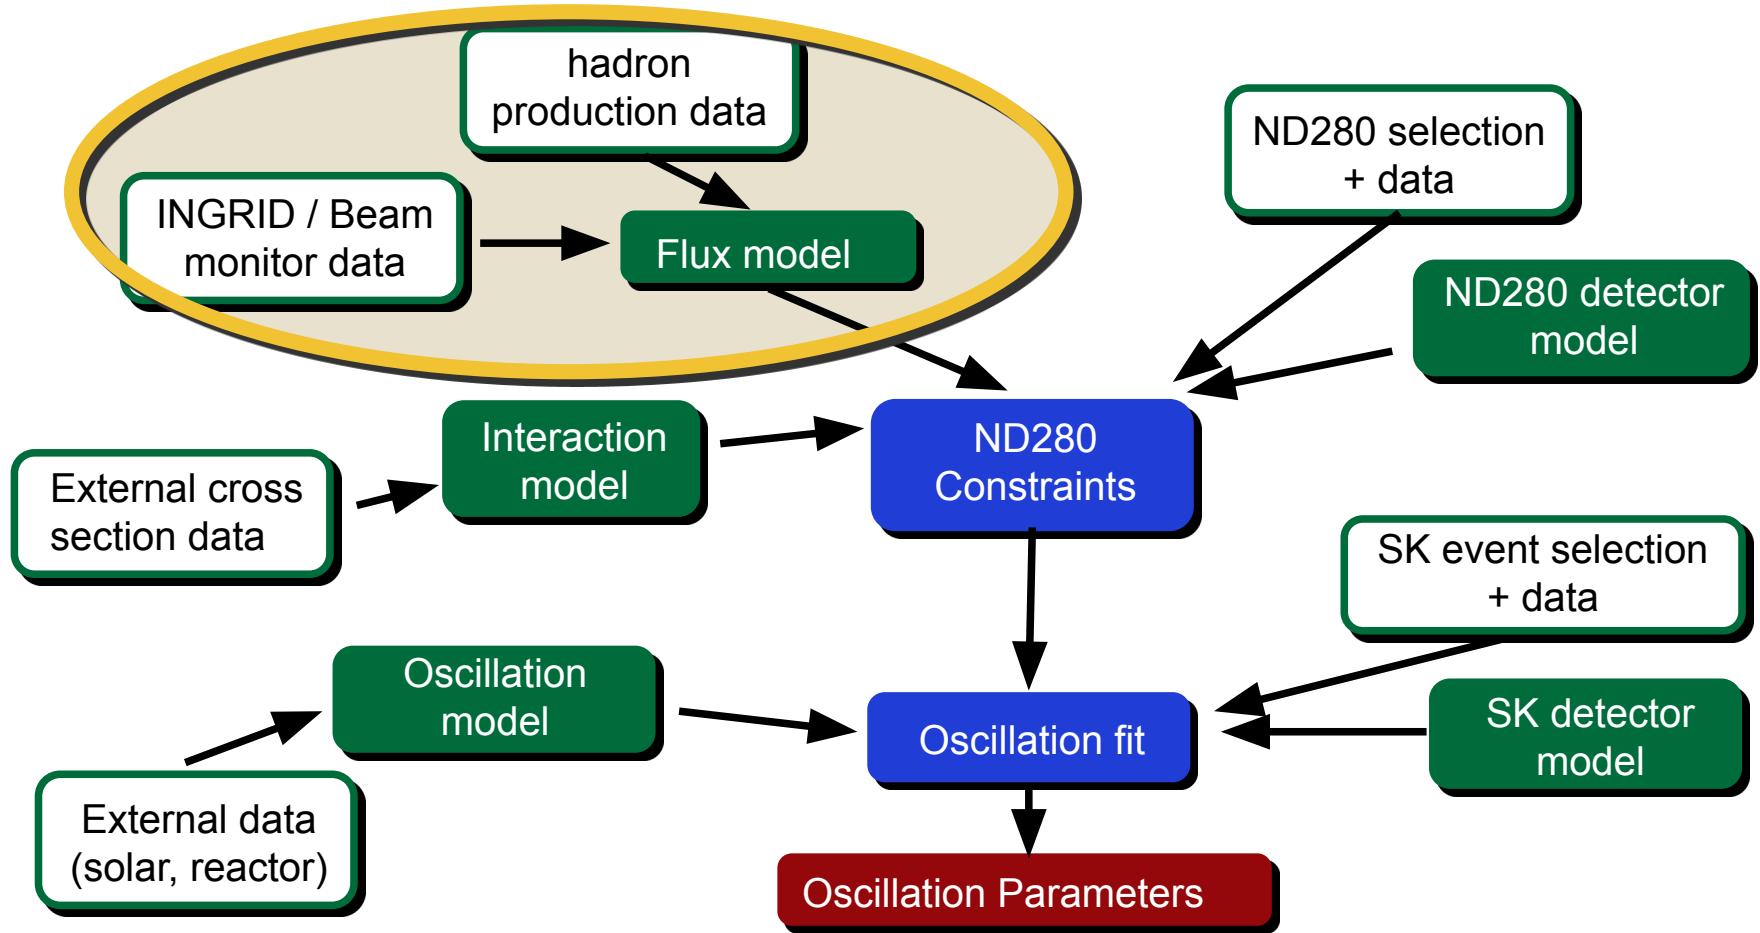 hadron
production data
INGRID / Beam
monitor data
Flux model
ND280 selection
+ data
ND280 detector
model
Interaction
model
ND280
Constraints
External cross
section data
SK event selection
+ data
Oscillation
model
Oscillation fit
SK detector
model
External data
(solar, reactor)
Oscillation Parameters